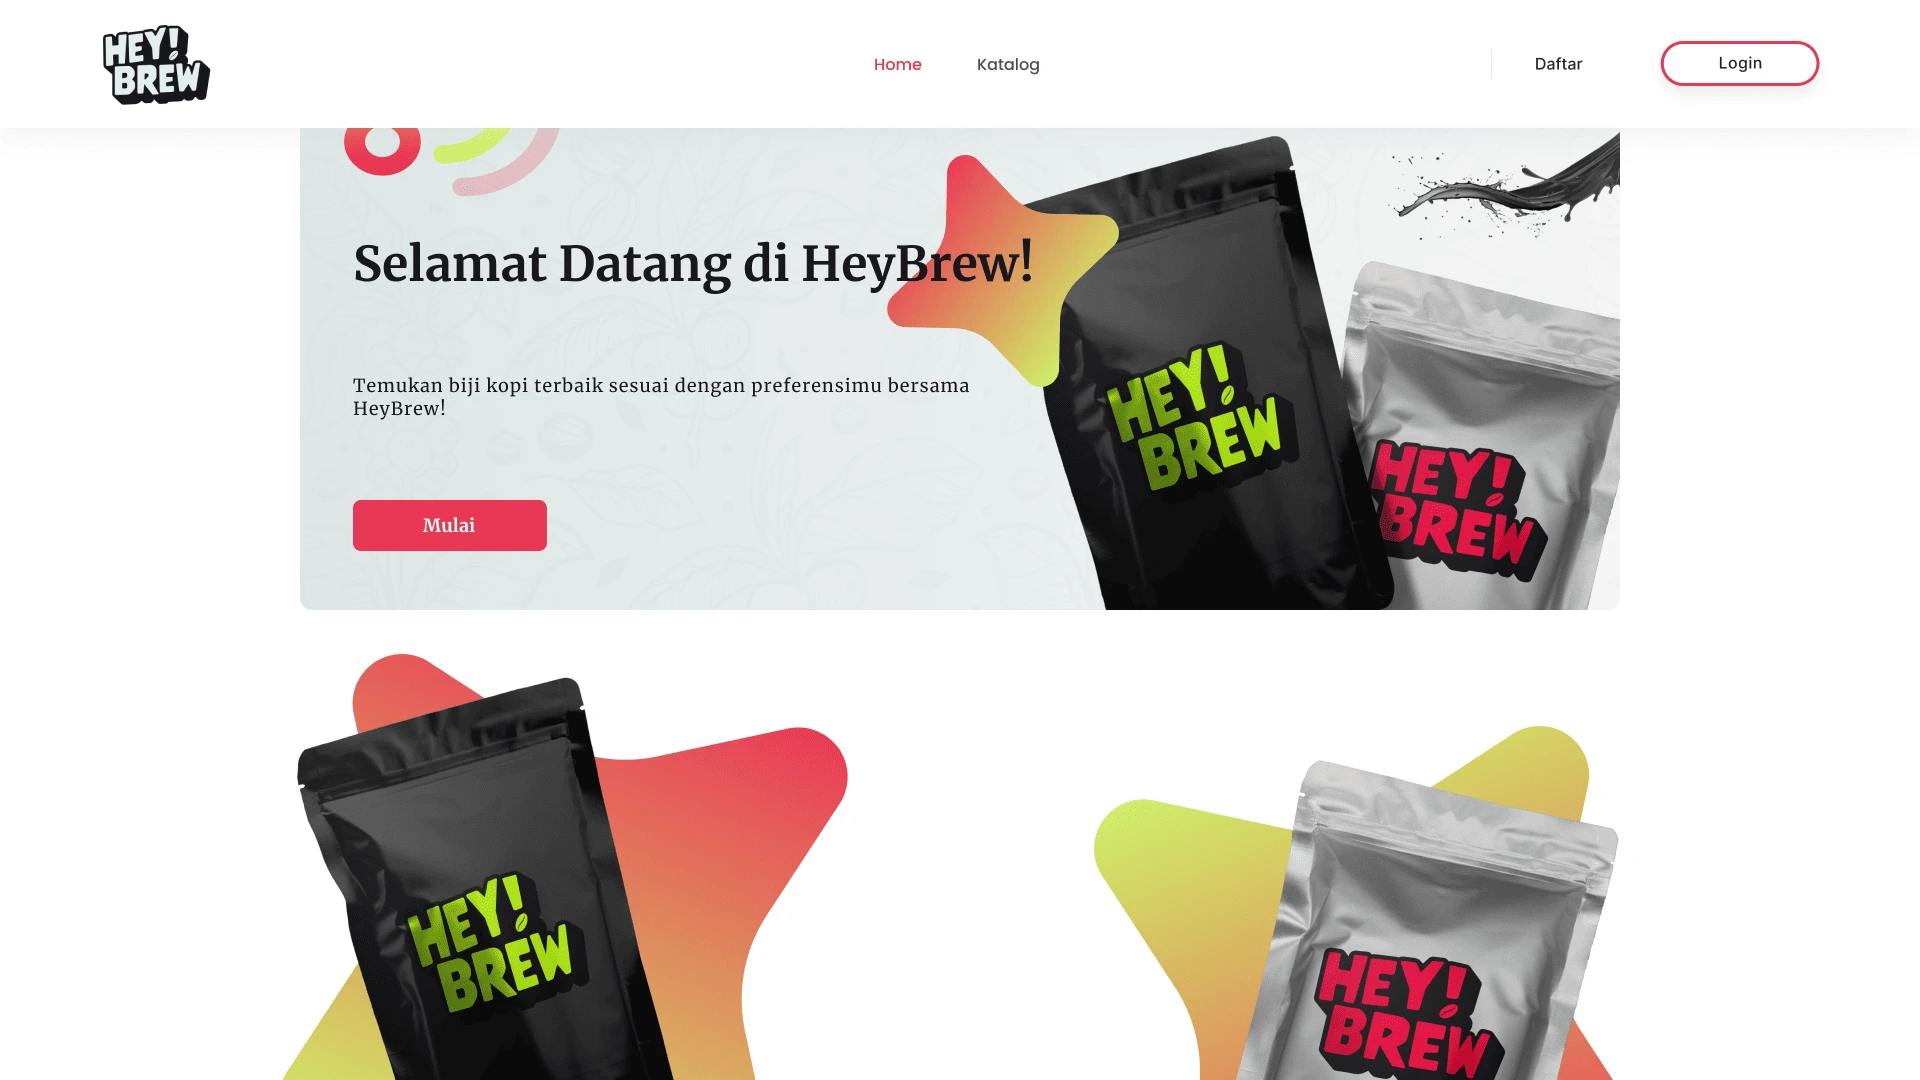 HEY!
BREW
Home
Katalog
Daftar
Login
Selamat Datang di HeyBrew!
Temukan biji kopi terbaik sesuai dengan preferensimu bersama
HeyBrew!
Mulai
HEY!
BREW
HEY!
BREW
HEY!
BREW
HEY!
BREW